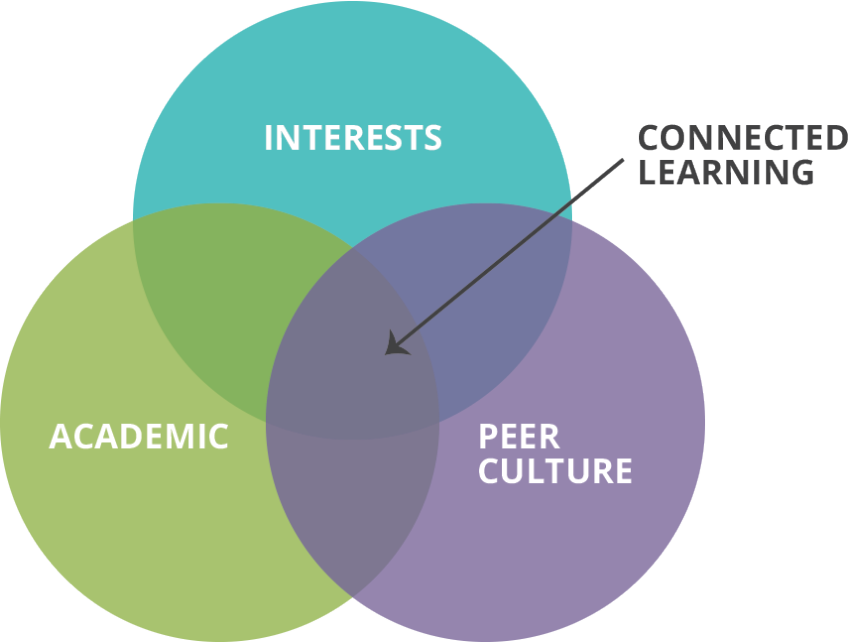 INTERESTS
CONNECTED
LEARNING
ACADEMIC
PEER
CULTURE